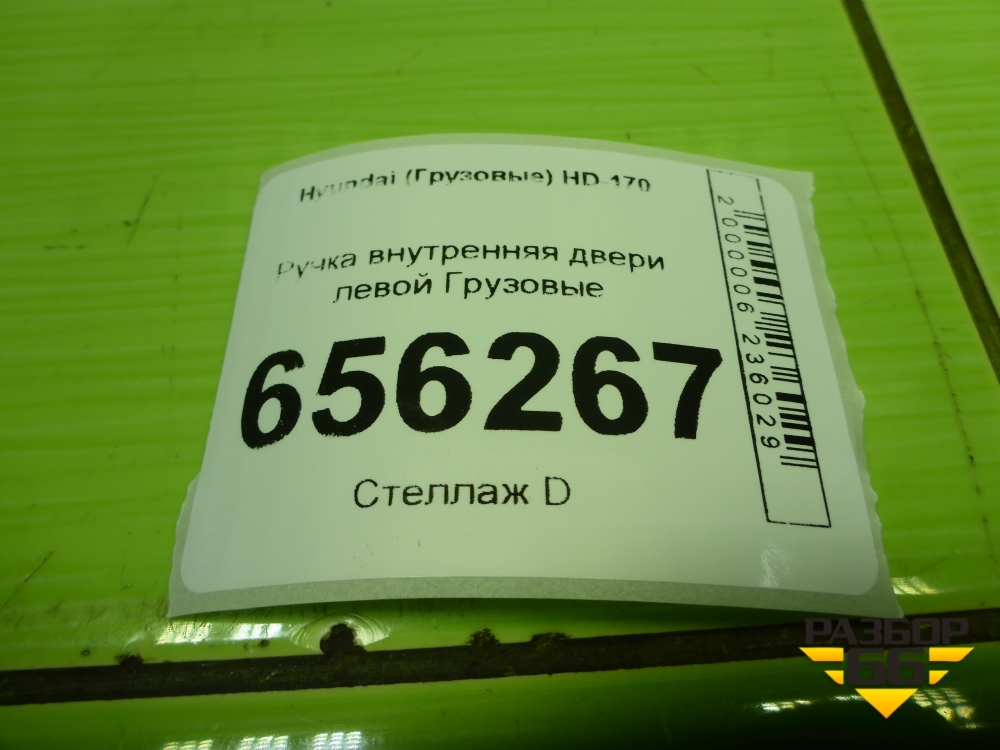 Hyundai (Грузовые) HD-170
Ручка внутренняя двери
левой Грузовые
656267
Стеллаж D
2000006236029
РАЗБОР
66